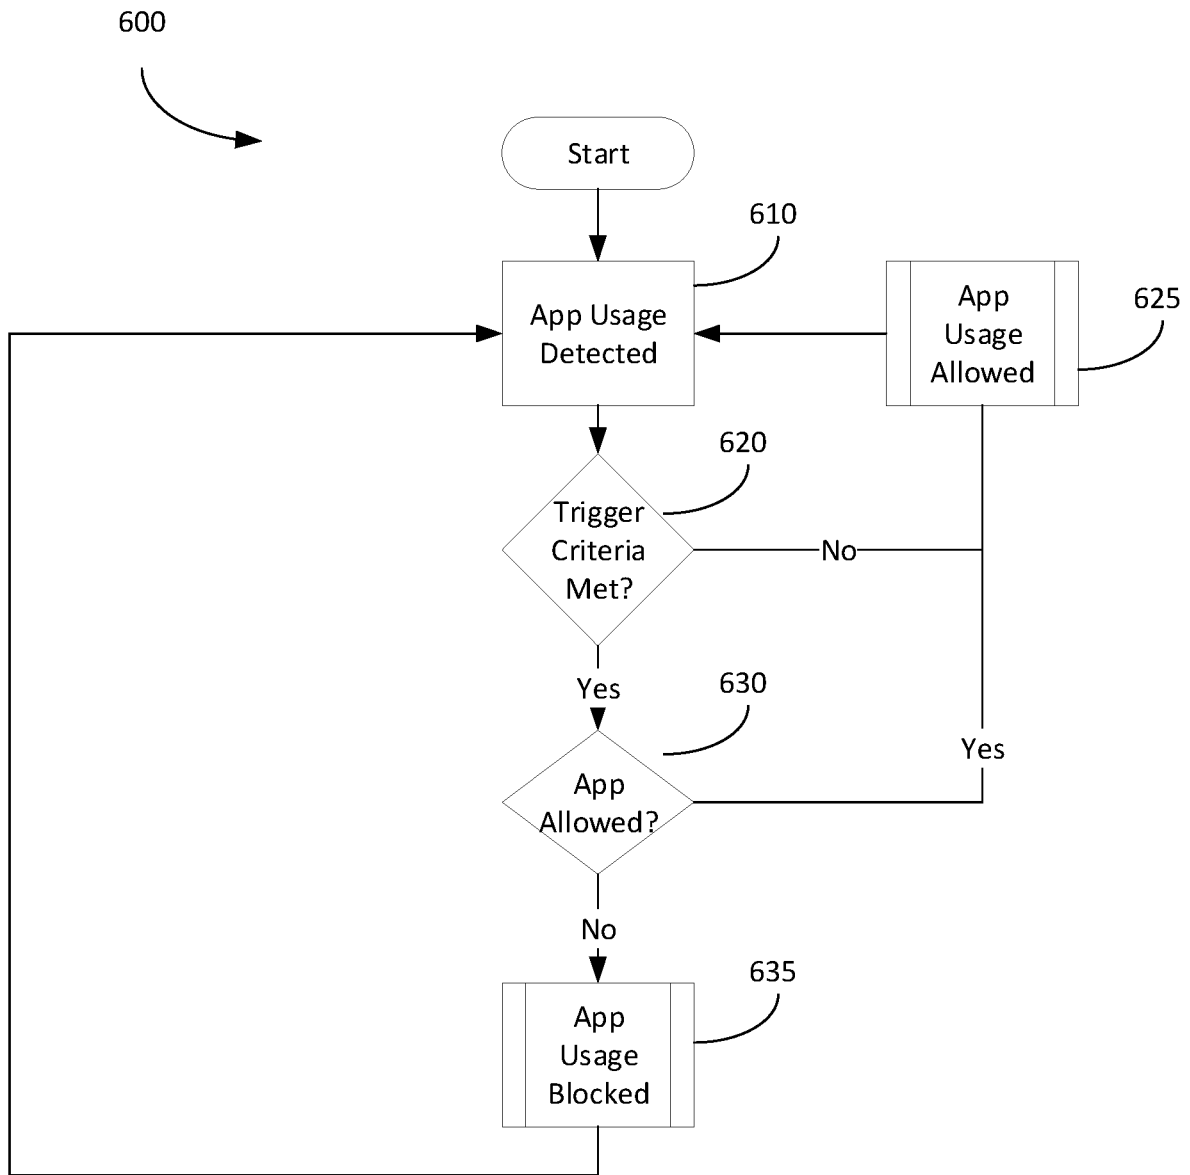 600
Start
610
App Usage
Detected
App
Usage
Allowed
625
620
Trigger
Criteria
Met?
No
Yes
630
Yes
App
Allowed?
No
635
App
Usage
Blocked